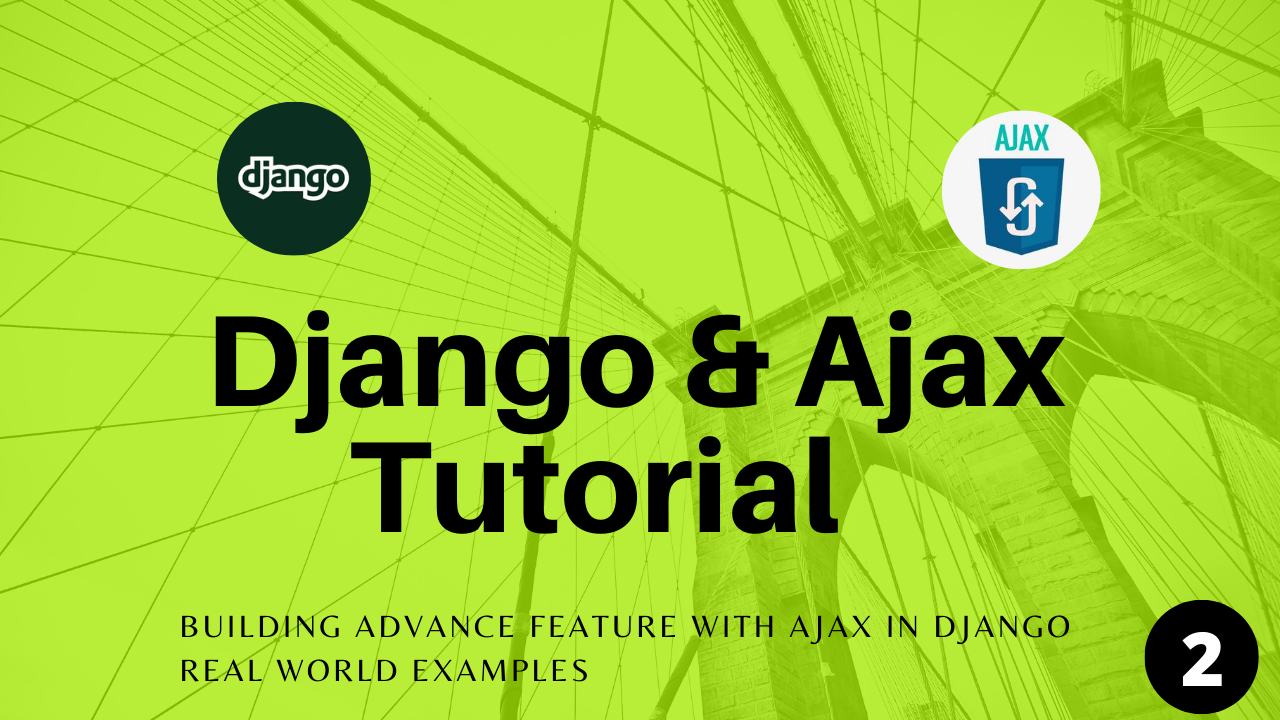 django
AJAX
Django & Ajax
Tutorial
BUILDING ADVANCE FEATURE WITH AJAX IN DJANGO
REAL WORLD EXAMPLES
2